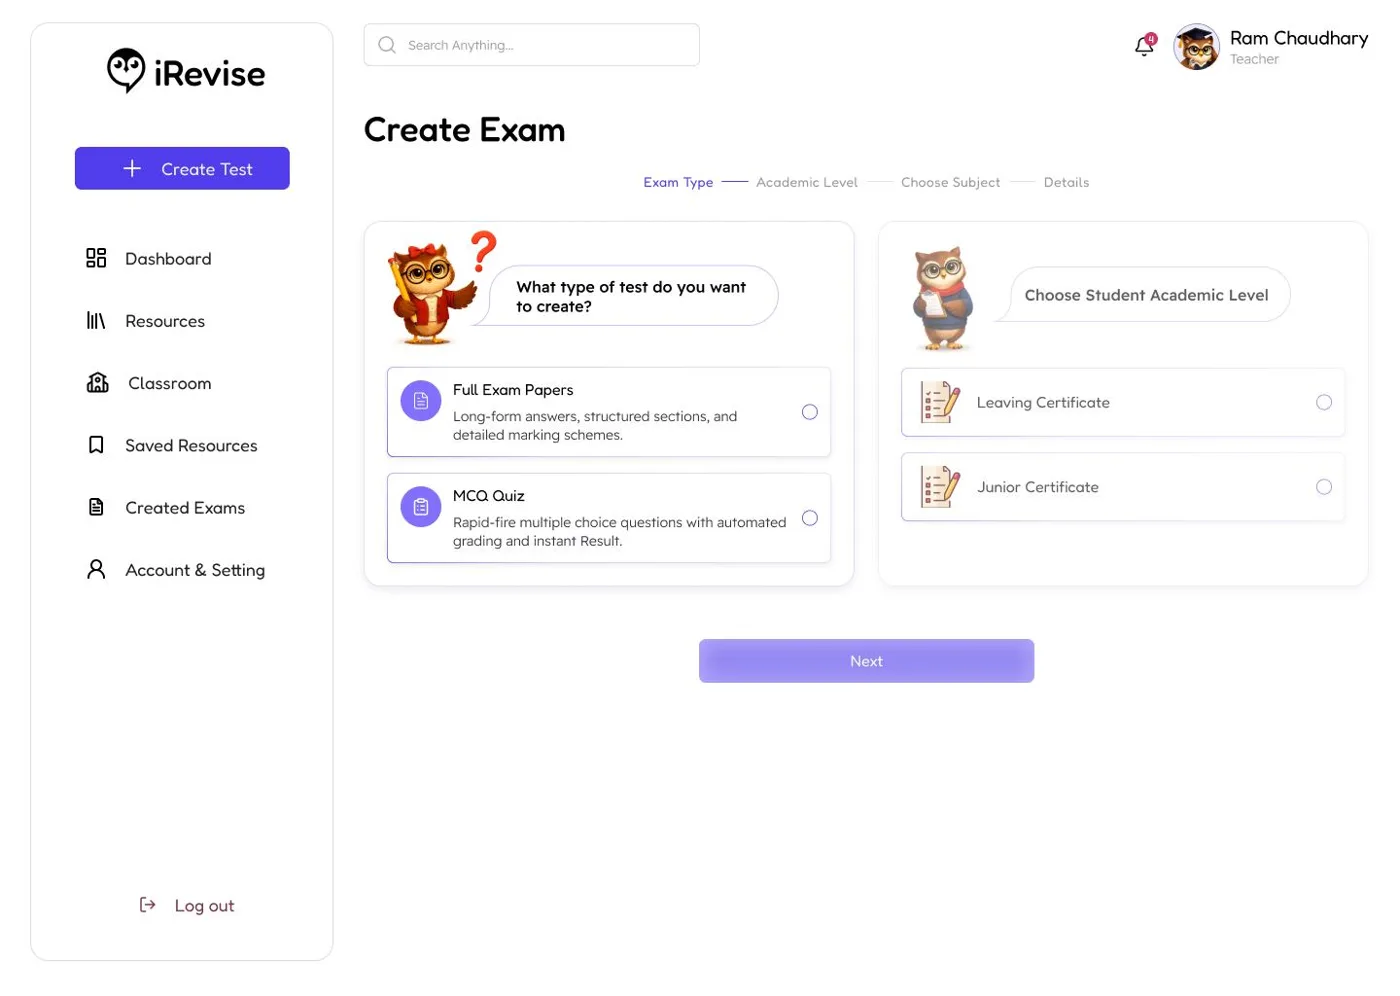 iRevise
Create Test
Dashboard
Resources
Classroom
Saved Resources
Created Exams
Account & Setting
Log out
Search Anything...
4
Ram Chaudhary
Teacher
Create Exam
Exam Type
Academic Level
Choose Subject
Details
?
What type of test do you want
to create?
Full Exam Papers
Long-form answers, structured sections, and
detailed marking schemes.
MCQ Quiz
Rapid-fire multiple choice questions with automated
grading and instant Result.
Choose Student Academic Level
Leaving Certificate
Junior Certificate
Next